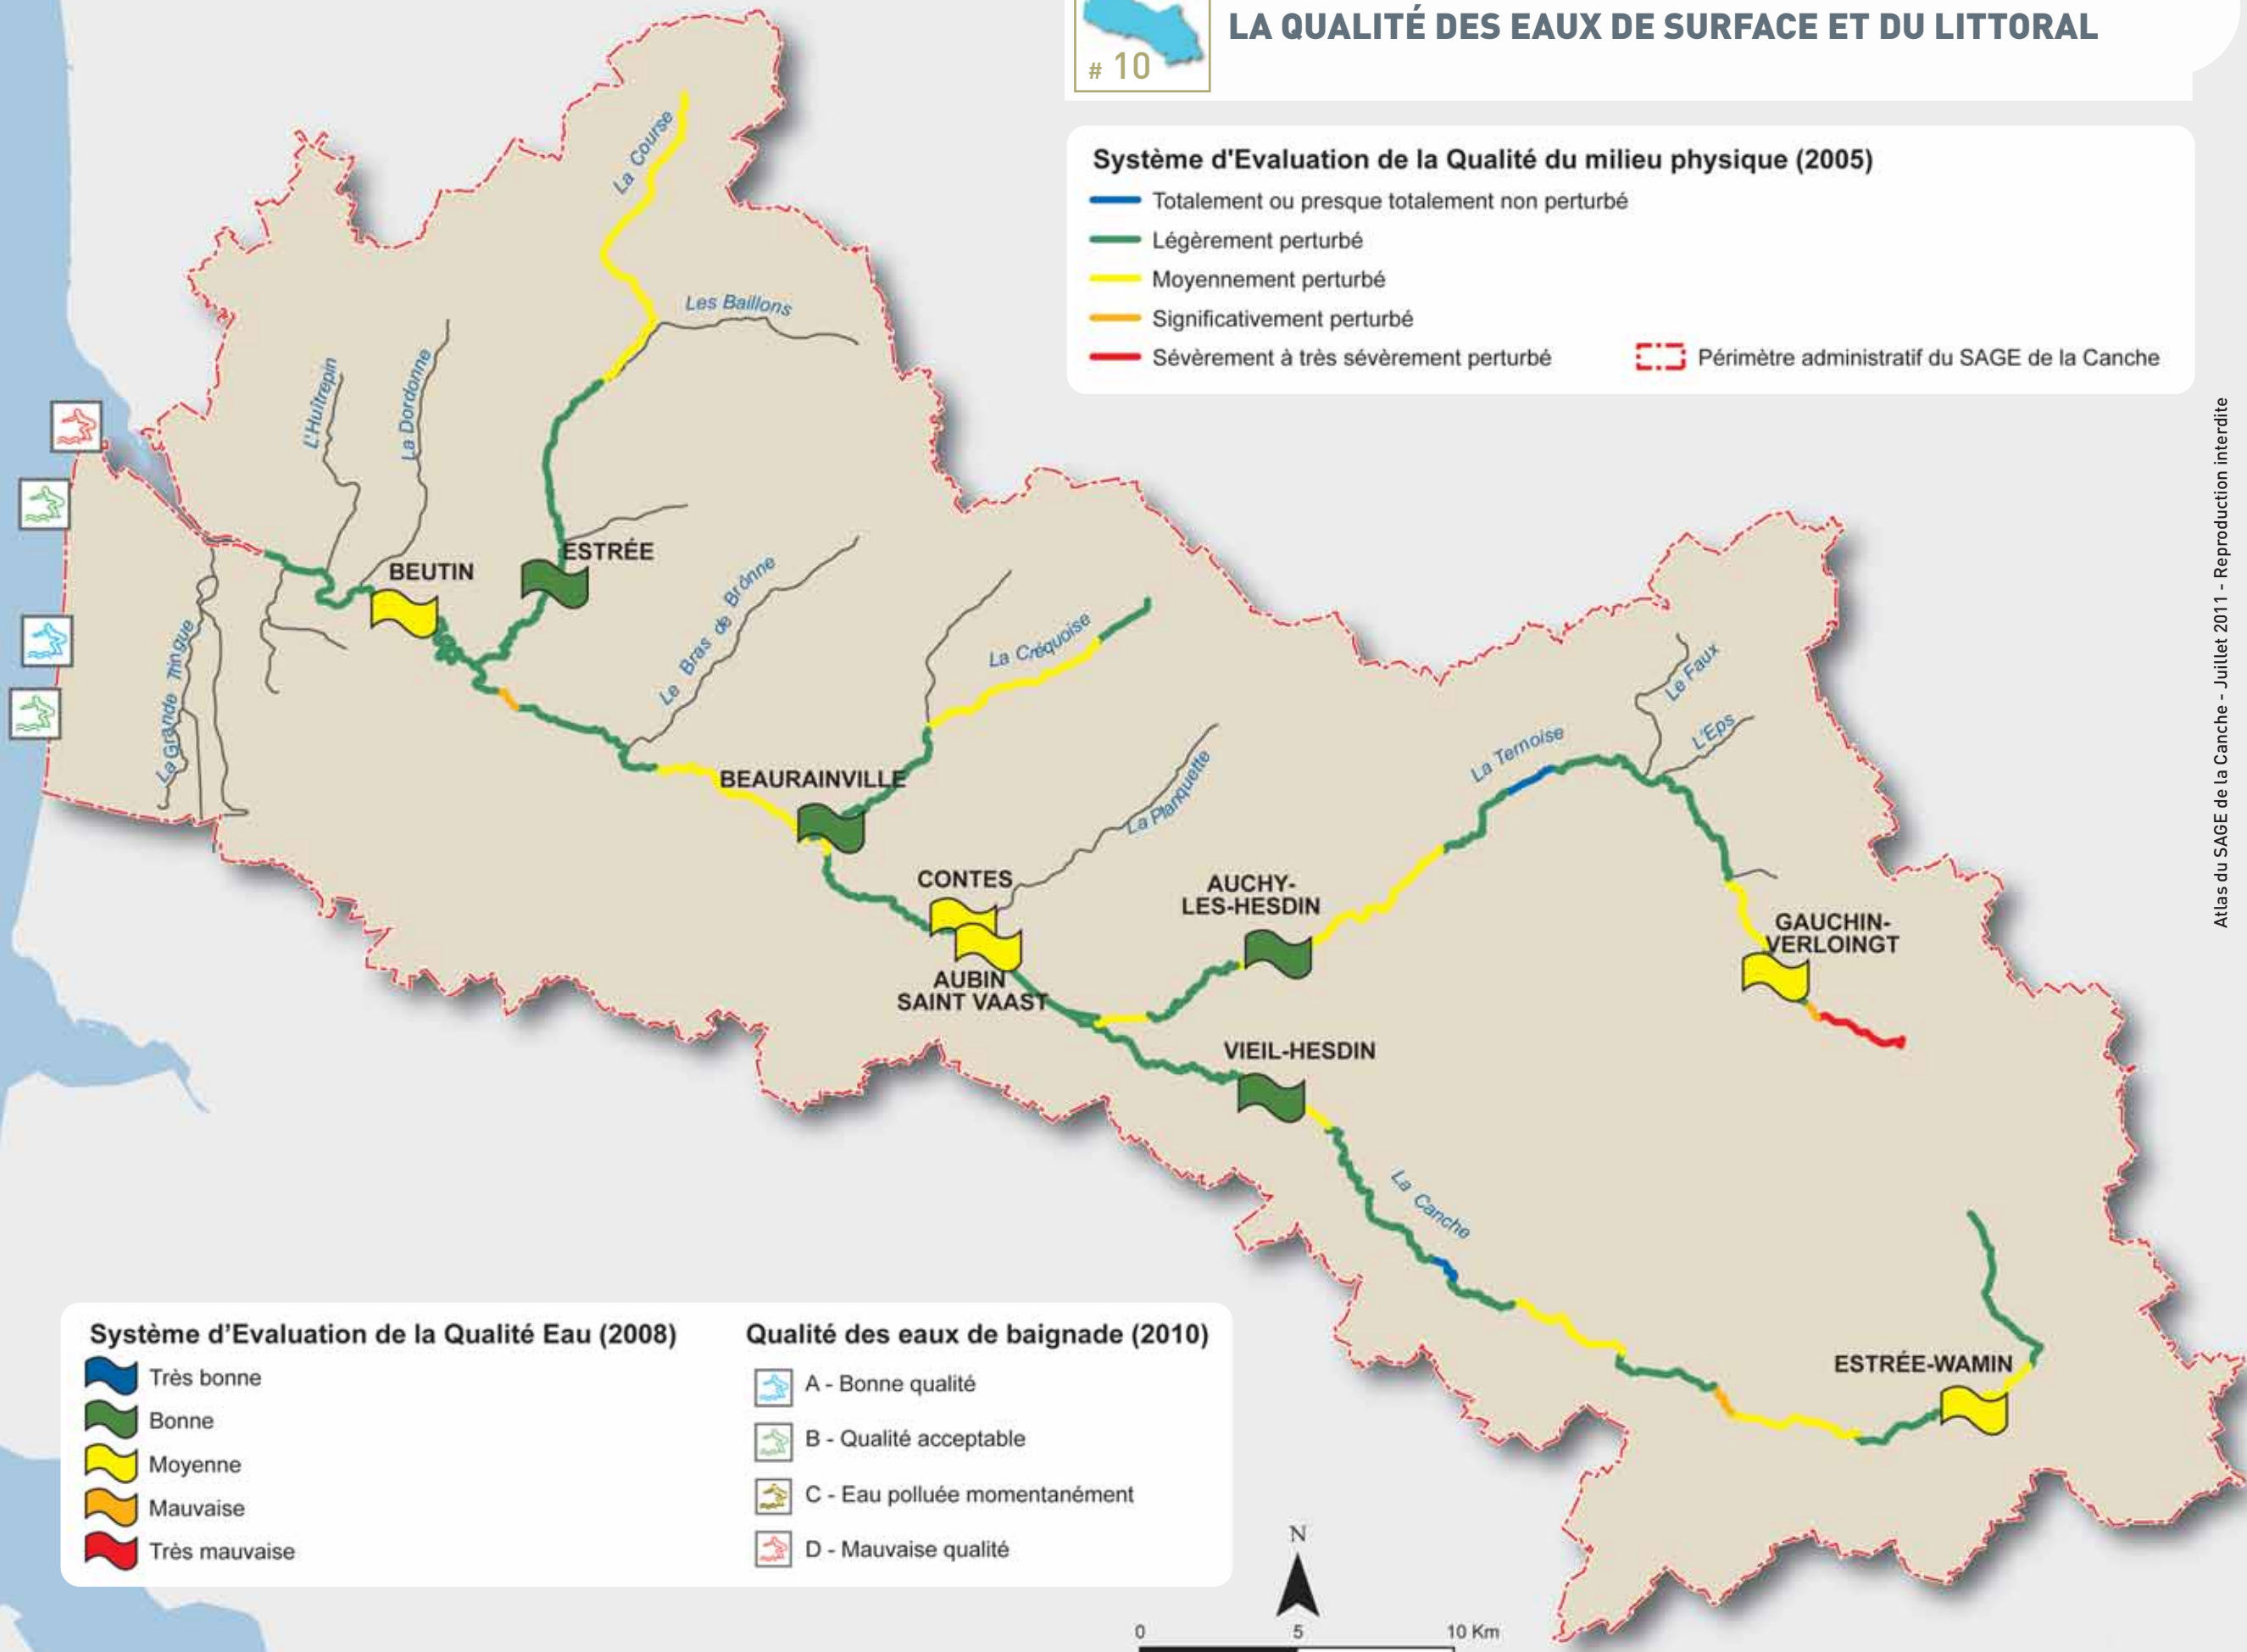 LA QUALITÉ DES EAUX DE SURFACE ET DU LITTORAL
# 10
Système d'Evaluation de la Qualité du milieu physique (2005)
Totalement ou presque totalement non perturbé
Légèrement perturbé
Moyennement perturbé
Significativement perturbé
Sévèrement à très sévèrement perturbé
Périmètre administratif du SAGE de la Canche
Atlas du SAGE de la Canche - Juillet 2011 - Reproduction interdite
La Course
Les Baillons
L'Huîtrepin
La Dordonne
ESTRÉE
BEUTIN
Le Bras de Brônne
La Grande Tringue
La Créquoise
Le Faux
L'Eps
La Ternoise
BEAURAINVILLE
La Planquette
CONTES
AUCHY-
LES-HESDIN
GAUCHIN-
VERLOINGT
AUBIN
SAINT VAAST
VIEIL-HESDIN
La Canche
ESTRÉE-WAMIN
Système d’Evaluation de la Qualité Eau (2008)
Très bonne
Bonne
Moyenne
Mauvaise
Très mauvaise
Qualité des eaux de baignade (2010)
A - Bonne qualité
B - Qualité acceptable
C - Eau polluée momentanément
D - Mauvaise qualité
N
0 5 10 Km